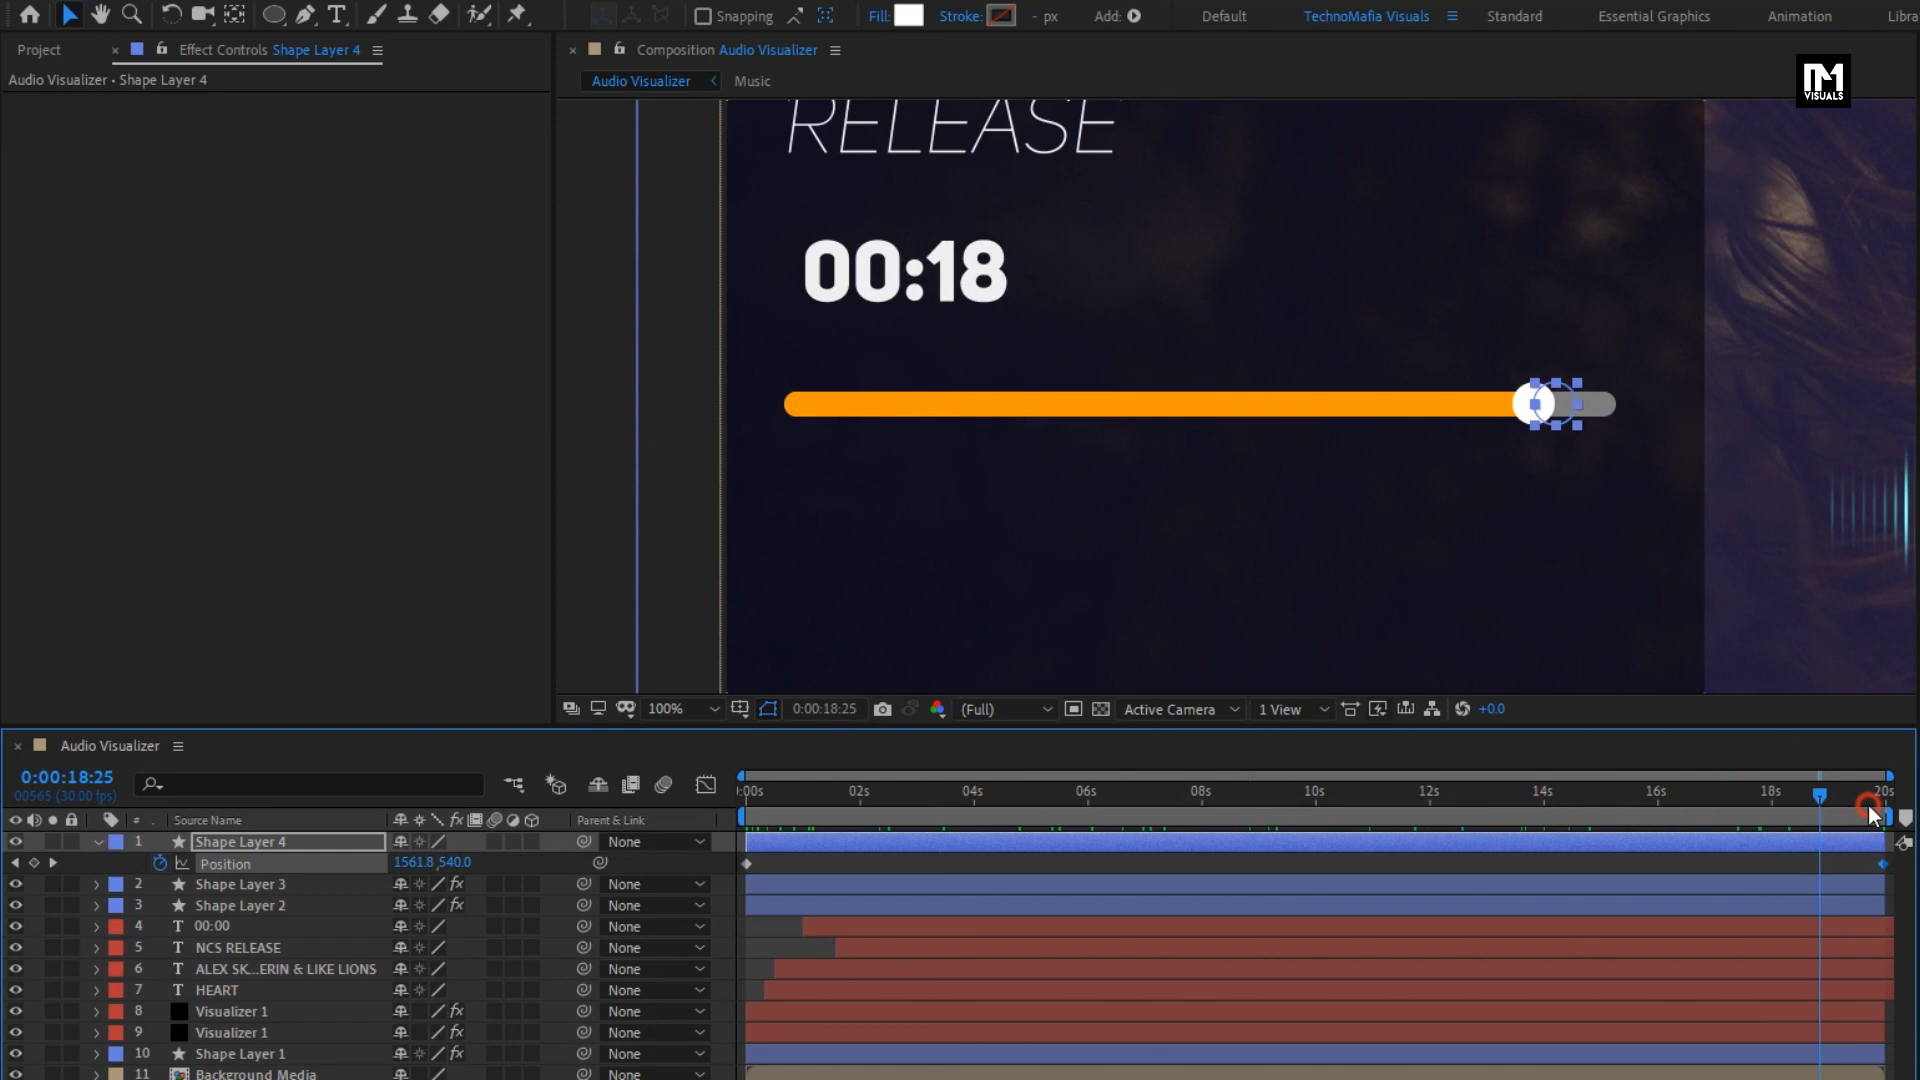 Snapping
Fill:
Stroke:
- px
Add:
Default
TechnoMafia Visuals
Standard
Essential Graphics
Animation
Libra
Project
Effect Controls Shape Layer 4
Composition Audio Visualizer
Audio Visualizer • Shape Layer 4
Audio Visualizer
Music
VISUALS
RELEASE
00:18
100%
0:00:18:25
(Full)
Active Camera
1 View
+0.0
Audio Visualizer
0:00:18:25
00565 (30.00 fps)
:00s 02s 04s 06s 08s 10s 12s 14s 16s 18s 20s
# Source Name Parent & Link
1 Shape Layer 4 None
Position 1561.8,540.0
2 Shape Layer 3 fx None
3 Shape Layer 2 fx None
4 T 00:00 None
5 T NCS RELEASE None
6 T ALEX SK...ERIN & LIKE LIONS None
7 T HEART None
8 Visualizer 1 fx None
9 Visualizer 1 fx None
10 Shape Layer 1 fx None
11 Background Media None